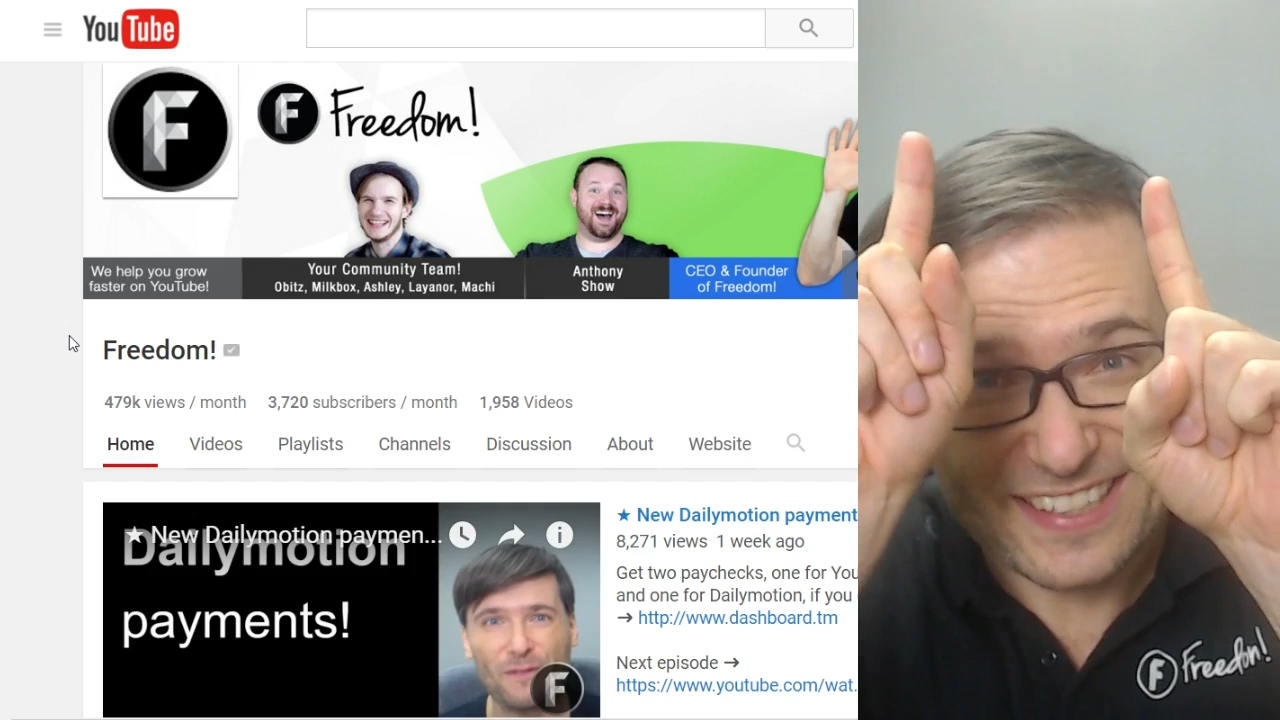 YouTube
F
F Freedom!
We help you grow
faster on YouTube!
Your Community Team!
Obitz, Milkbox, Ashley, Layanor, Machi
Anthony
Show
CEO & Founder
of Freedom!
Freedom!
479k views / month 3,720 subscribers / month 1,958 Videos
Home Videos Playlists Channels Discussion About Website
★ New Dailymotion paymen...
Dailymotion
payments!
F
★ New Dailymotion payment
8,271 views 1 week ago
Get two paychecks, one for You
and one for Dailymotion, if you
→ http://www.dashboard.tm
Next episode →
https://www.youtube.com/wat.
F Freedom!